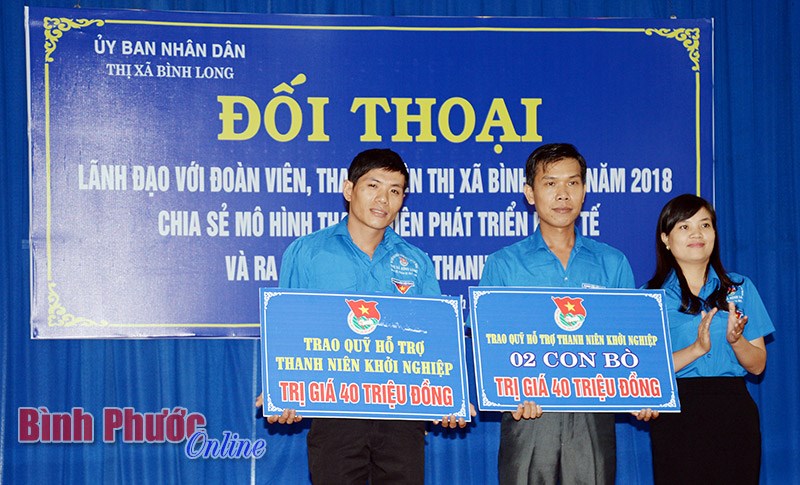 ỦY BAN NHÂN DÂN
THỊ XÃ BÌNH LONG
ĐỐI THOẠI
LÃNH ĐẠO VỚI ĐOÀN VIÊN, THỊ XÃ BÌNH NĂM 2018
CHIA SẺ MÔ HÌNH PHÁT TRIỂN TẾ
VÀ RA THANH
TRAO QUỸ HỖ TRỢ
THANH NIÊN KHỞI NGHIỆP
TRỊ GIÁ 40 TRIỆU ĐỒNG
TRAO QUỸ HỖ TRỢ THANH NIÊN KHỞI NGHIỆP
02 CON BÒ
TRỊ GIÁ 40 TRIỆU ĐỒNG
Bình Phước
Online